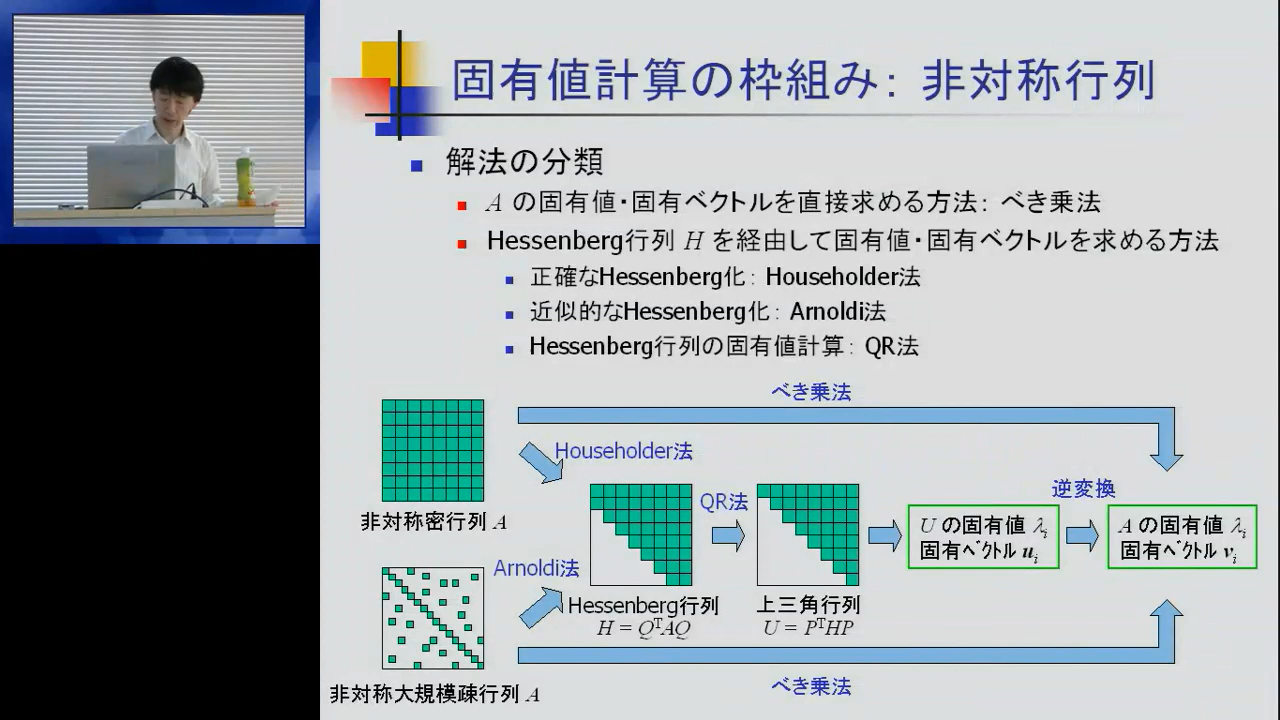 固有値計算の枠組み： 非対称行列
解法の分類
A の固有値・固有ベクトルを直接求める方法： べき乗法
Hessenberg行列 H を経由して固有値・固有ベクトルを求める方法
正確なHessenberg化： Householder法
近似的なHessenberg化： Arnoldi法
Hessenberg行列の固有値計算： QR法
べき乗法
Householder法
非対称密行列 A
QR法
逆変換
U の固有値 λi
固有ベクトル ui
A の固有値 λi
固有ベクトル vi
Arnoldi法
Hessenberg行列
H = QTAQ
上三角行列
U = PTHP
べき乗法
非対称大規模疎行列 A